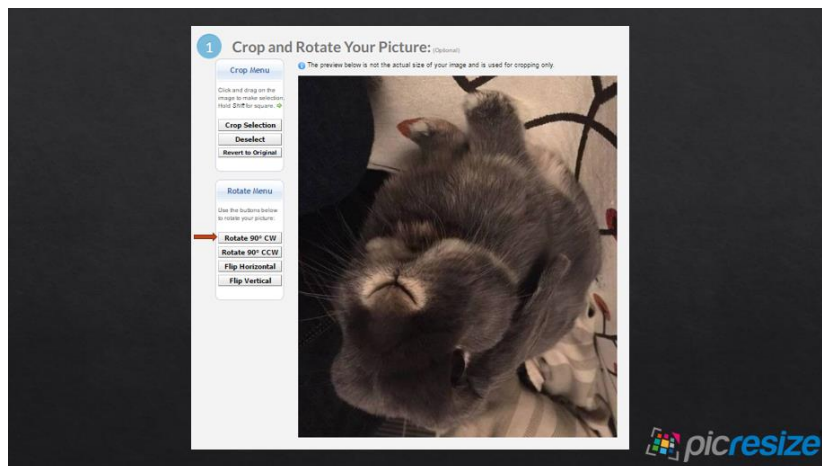 1 Crop and Rotate Your Picture: (Optional)
The preview below is not the actual size of your image and is used for cropping only.
Crop Menu
Click and drag on the
image to make selection.
Hold Shift for square.
Crop Selection
Deselect
Revert to Original
Rotate Menu
Use the buttons below
to rotate your picture:
Rotate 90° CW
Rotate 90° CCW
Flip Horizontal
Flip Vertical
picresize